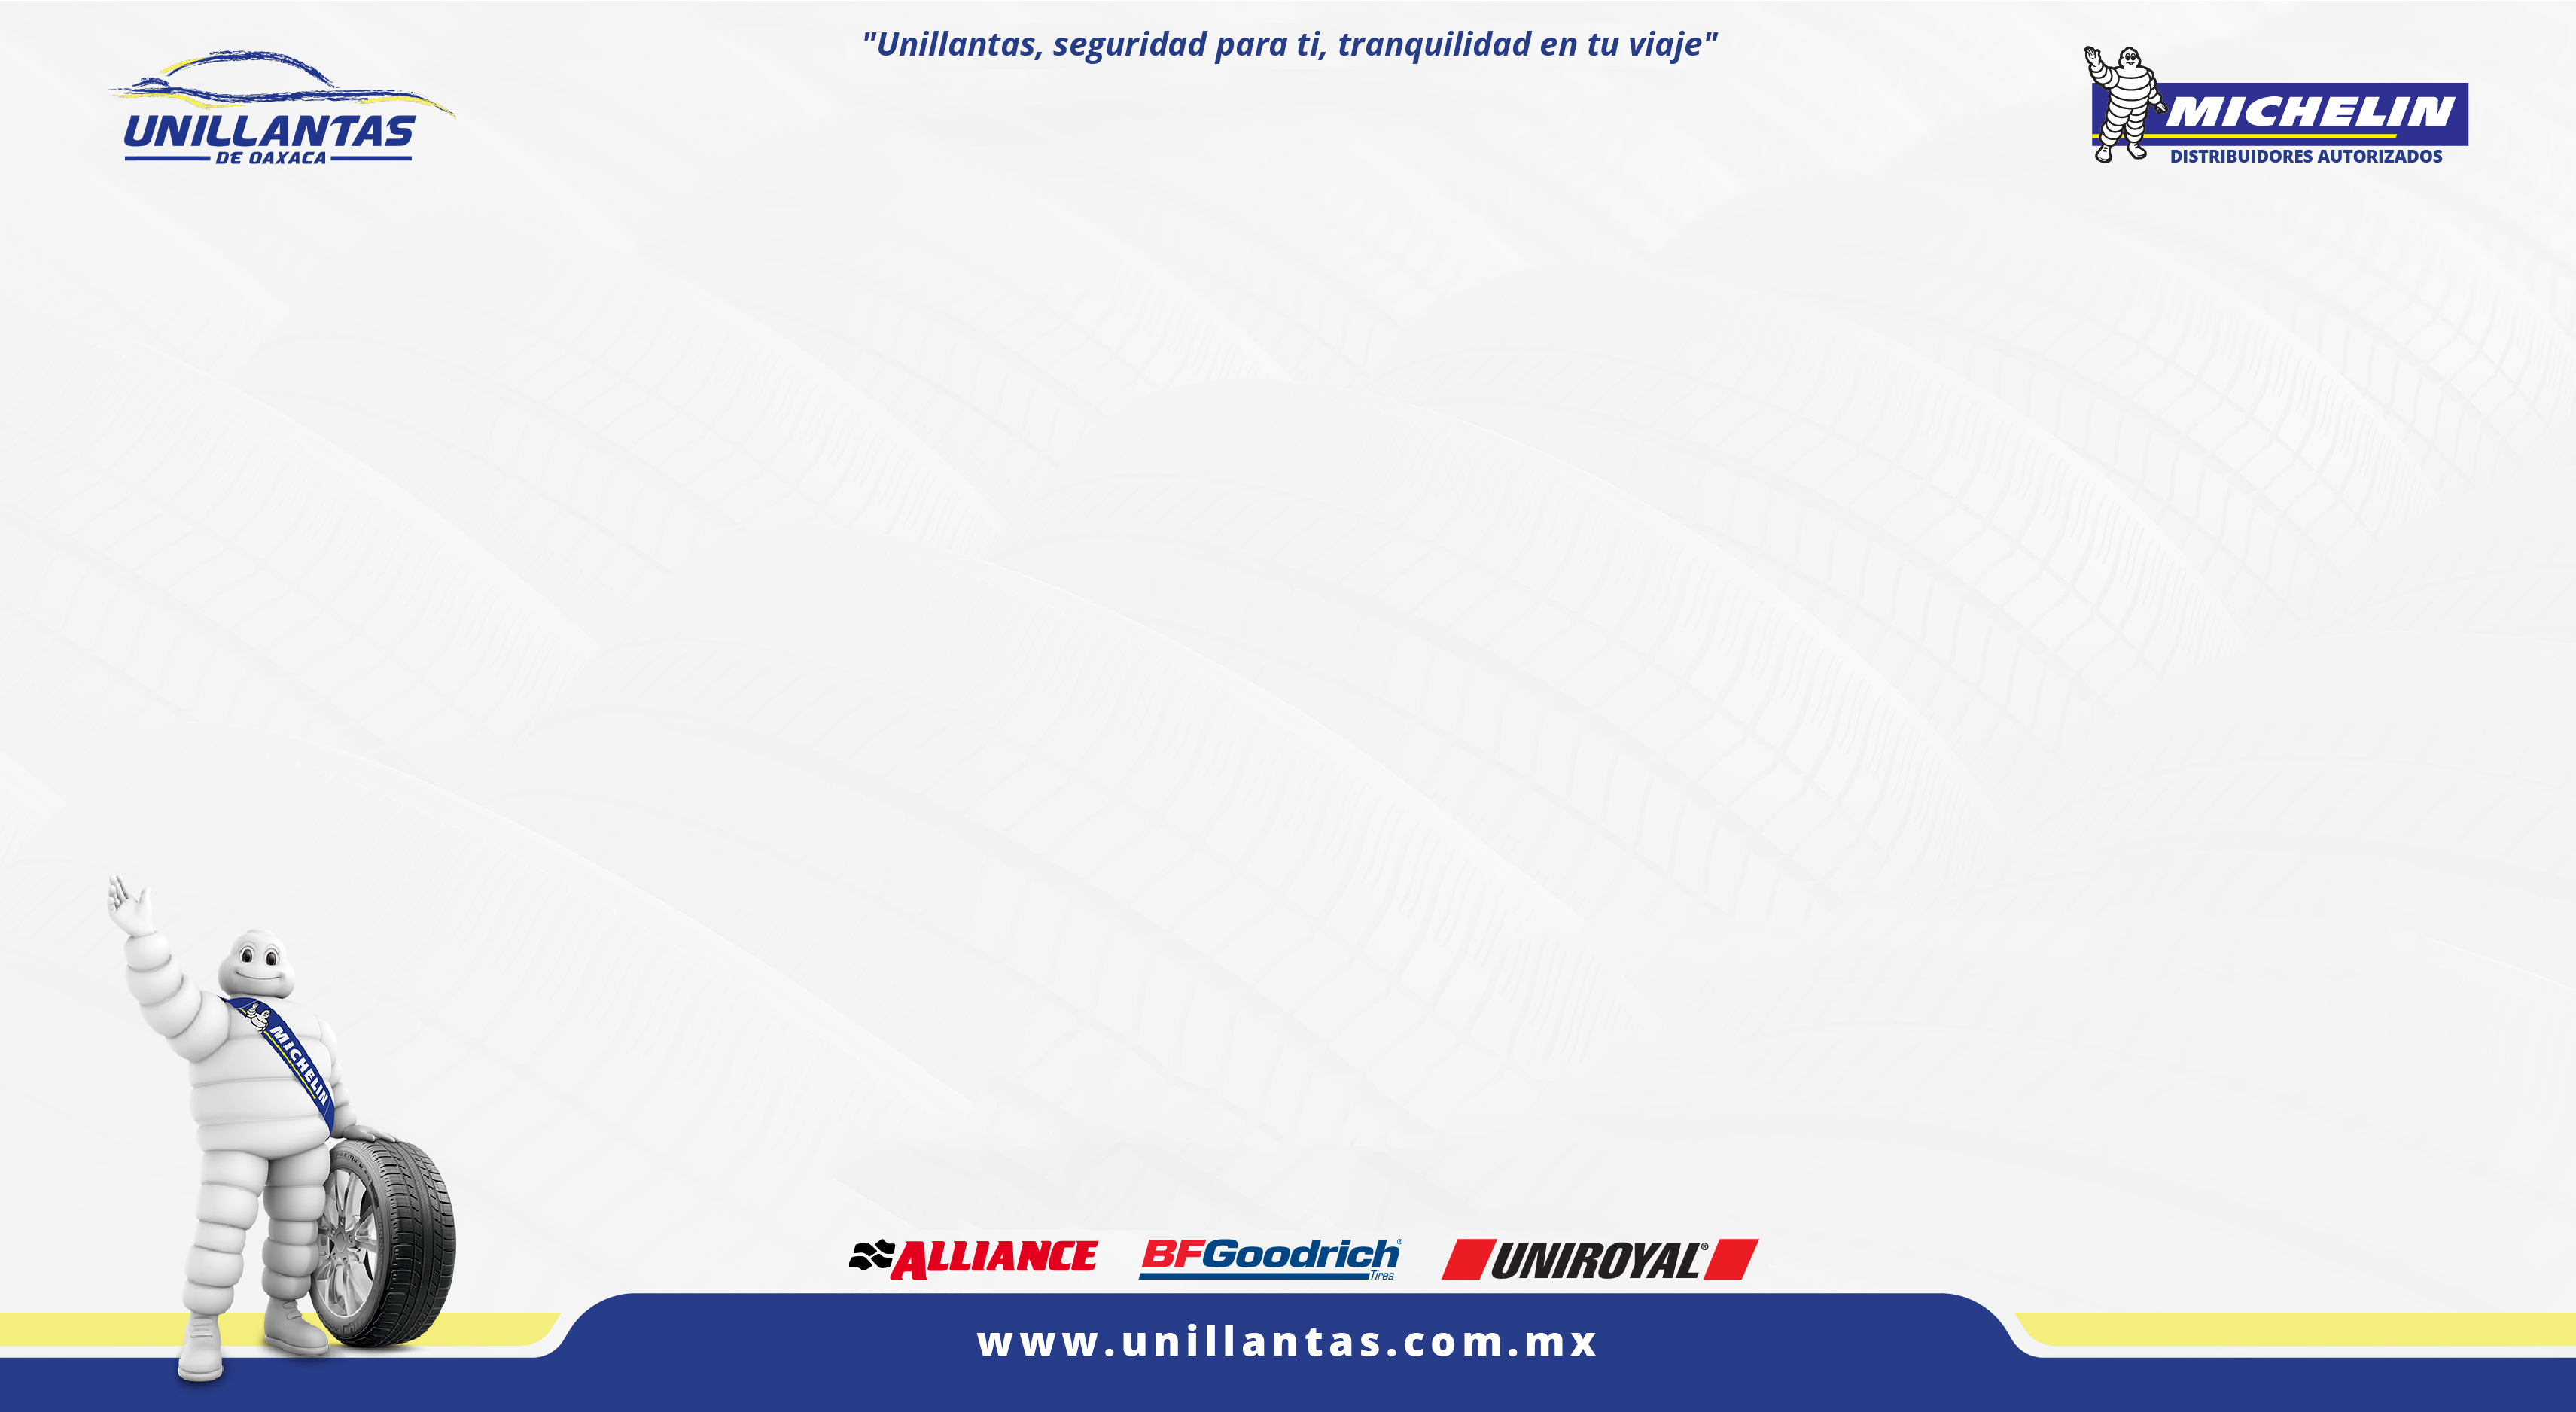 "Unillantas, seguridad para ti, tranquilidad en tu viaje"
UNILLANTAS
DE OAXACA
MICHELIN
DISTRIBUIDORES AUTORIZADOS
MICHELIN
ALLIANCE
BFGoodrich®
Tires
UNIROYAL®
www.unillantas.com.mx